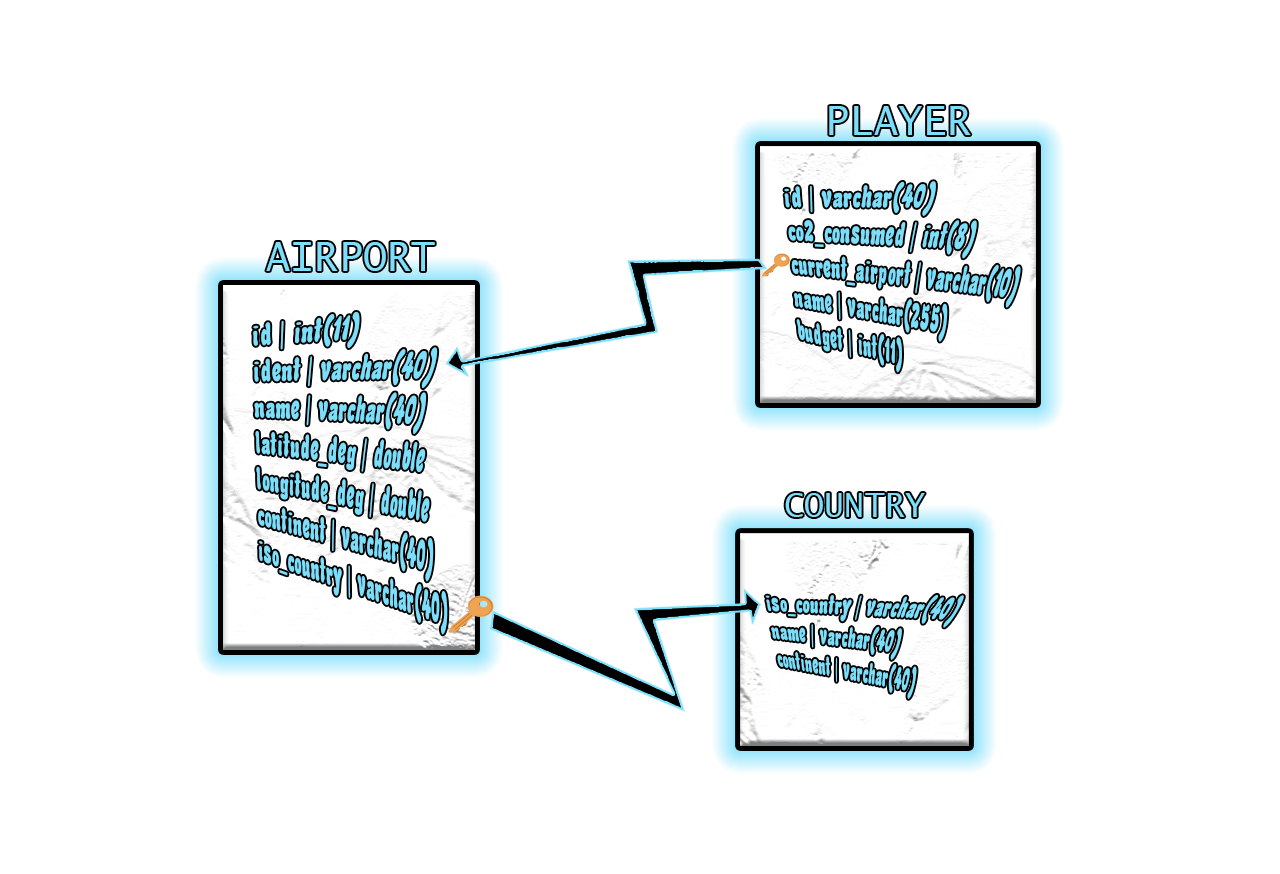 AIRPORT
id | int(11)
ident | varchar(40)
name | varchar(40)
latitude_deg | double
longitude_deg | double
continent | varchar(40)
iso_country | varchar(40)
PLAYER
id | varchar(40)
co2_consumed | int(8)
current_airport | varchar(10)
name | varchar(255)
budget | int(11)
COUNTRY
iso_country | varchar(40)
name | varchar(40)
continent | varchar(40)